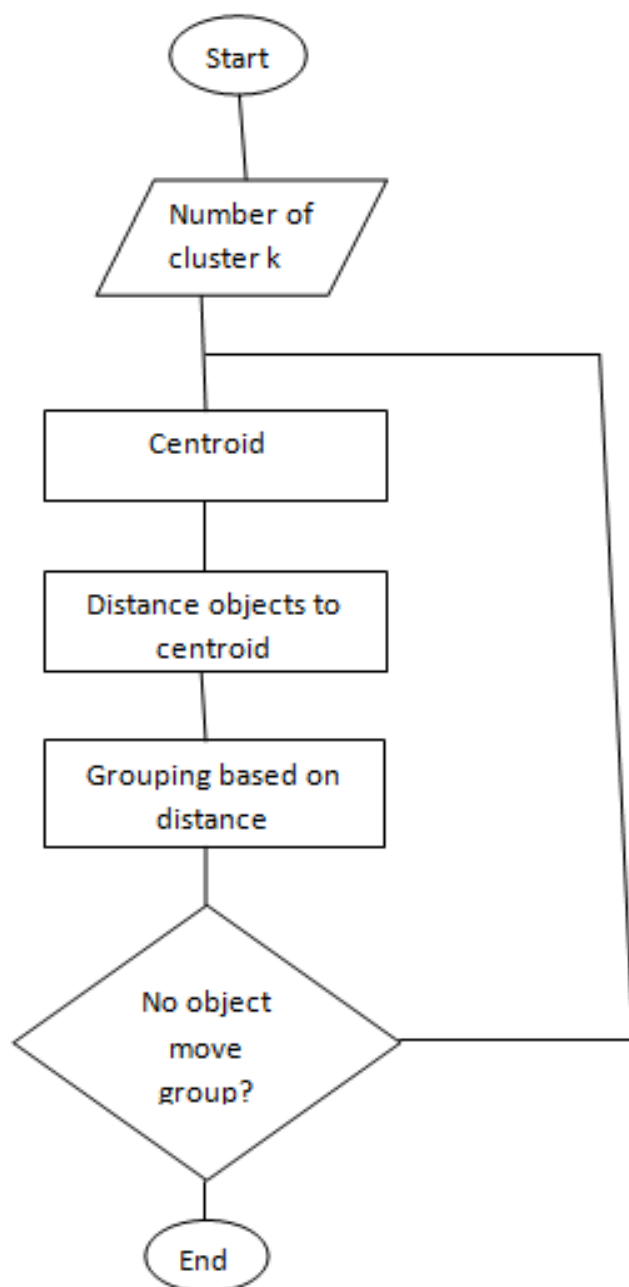 Start
Number of
cluster k
Centroid
Distance objects to
centroid
Grouping based on
distance
No object
move
group?
End